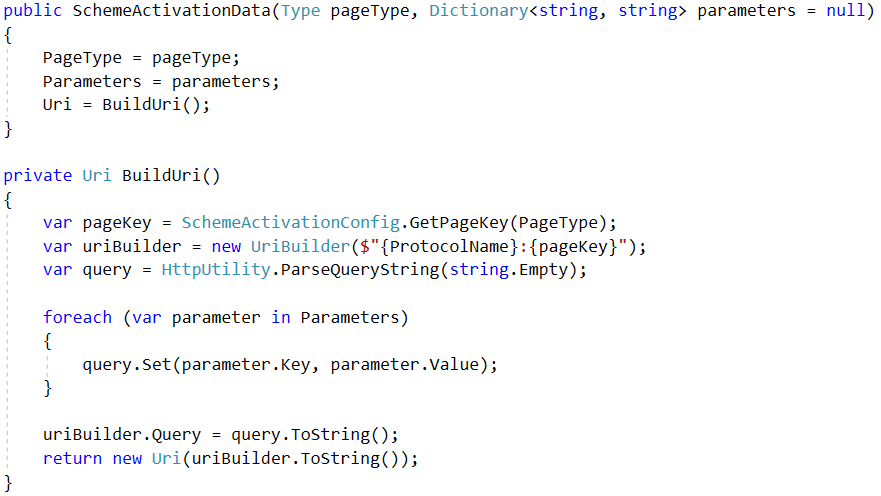 public SchemeActivationData(Type pageType, Dictionary<string, string> parameters = null)
{
    PageType = pageType;
    Parameters = parameters;
    Uri = BuildUri();
}

private Uri BuildUri()
{
    var pageKey = SchemeActivationConfig.GetPageKey(PageType);
    var uriBuilder = new UriBuilder($"{ProtocolName}:{pageKey}");
    var query = HttpUtility.ParseQueryString(string.Empty);

    foreach (var parameter in Parameters)
    {
        query.Set(parameter.Key, parameter.Value);
    }

    uriBuilder.Query = query.ToString();
    return new Uri(uriBuilder.ToString());
}